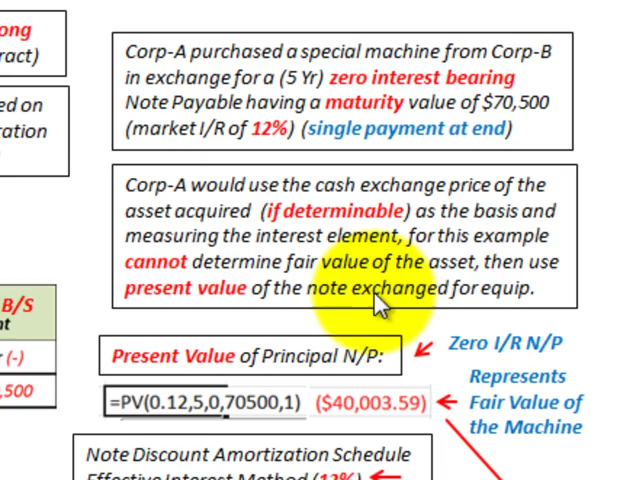 ong
ract)
ed on
ration
B/S
nt
(-)
,500
Corp-A purchased a special machine from Corp-B
in exchange for a (5 Yr) zero interest bearing
Note Payable having a maturity value of $70,500
(market I/R of 12%) (single payment at end)
Corp-A would use the cash exchange price of the
asset acquired (if determinable) as the basis and
measuring the interest element, for this example
cannot determine fair value of the asset, then use
present value of the note exchanged for equip.
Present Value of Principal N/P:
Zero I/R N/P
=PV(0.12,5,0,70500,1) ($40,003.59)
Represents
Fair Value of
the Machine
Note Discount Amortization Schedule
Effective Interest Method (12%)